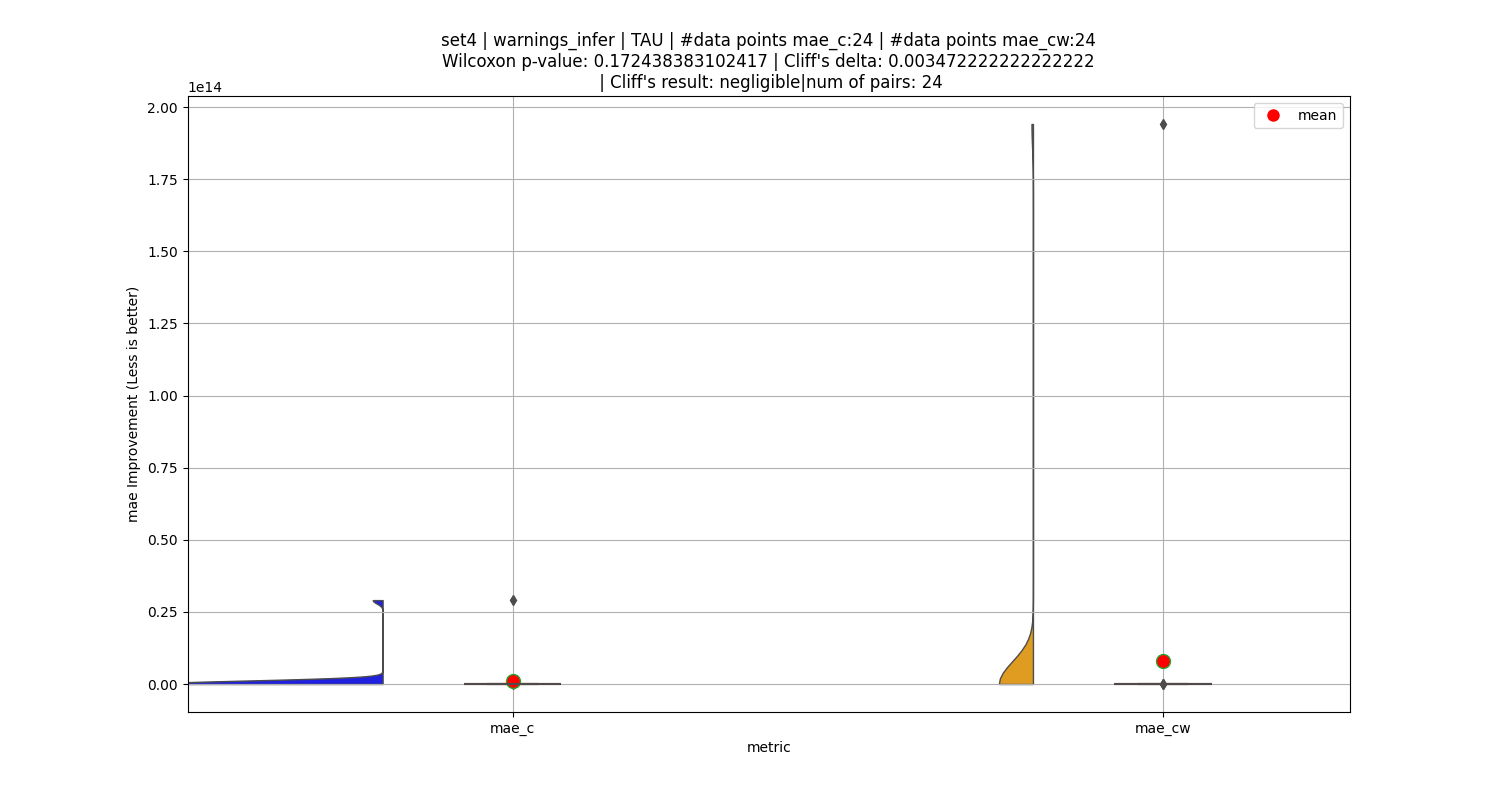 set4 | warnings_infer | TAU | #data points mae_c:24 | #data points mae_cw:24
Wilcoxon p-value: 0.172438383102417 | Cliff's delta: 0.003472222222222222
| Cliff's result: negligible|num of pairs: 24
1e14
2.00
mean
1.75
1.50
1.25
1.00
0.75
0.50
0.25
0.00
mae Improvement (Less is better)
mae_c
mae_cw
metric